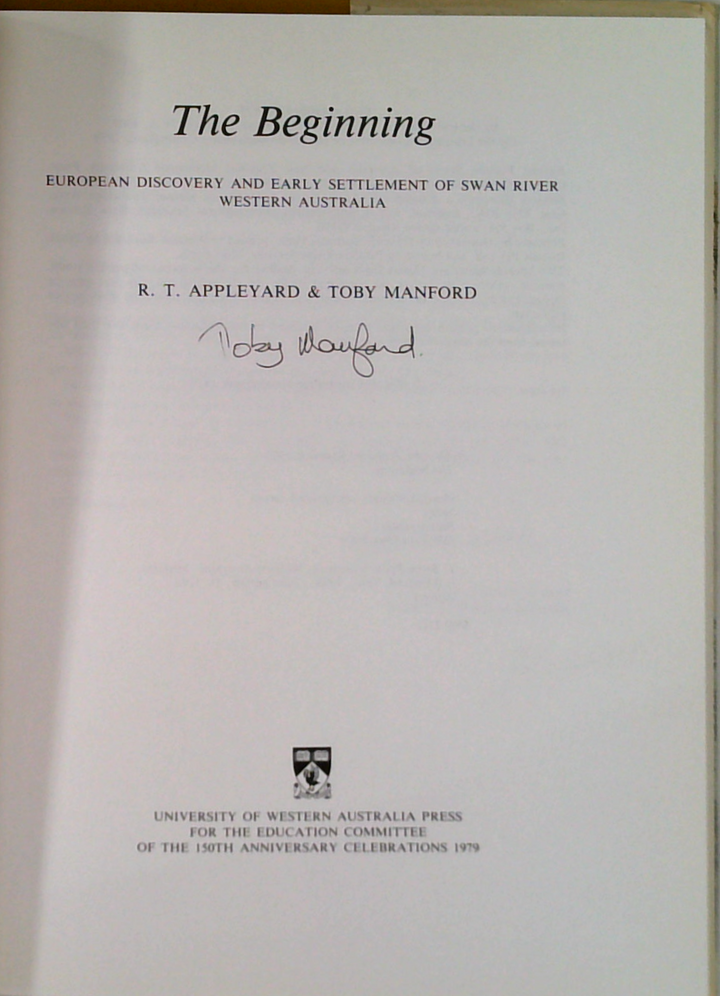 The Beginning
EUROPEAN DISCOVERY AND EARLY SETTLEMENT OF SWAN RIVER
WESTERN AUSTRALIA
R. T. APPLEYARD & TOBY MANFORD
Toby Manford.
UNIVERSITY OF WESTERN AUSTRALIA PRESS
FOR THE EDUCATION COMMITTEE
OF THE 150TH ANNIVERSARY CELEBRATIONS 1979